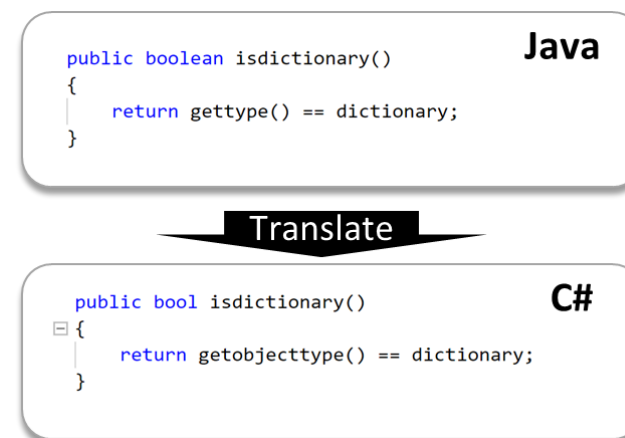 Java
public boolean isdictionary()
{
return gettype() == dictionary;
}
Translate
C#
public bool isdictionary()
{
return getobjecttype() == dictionary;
}